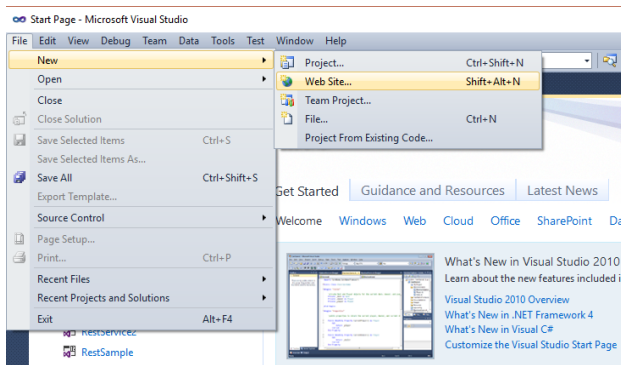 Start Page - Microsoft Visual Studio
File Edit View Debug Team Data Tools Test Window Help
New
Open
Close
Close Solution
Save Selected Items Ctrl+S
Save Selected Items As...
Save All Ctrl+Shift+S
Export Template...
Source Control
Page Setup...
Print... Ctrl+P
Recent Files
Recent Projects and Solutions
Exit Alt+F4
Project... Ctrl+Shift+N
Web Site... Shift+Alt+N
Team Project...
File... Ctrl+N
Project From Existing Code...
Get Started Guidance and Resources Latest News
Welcome Windows Web Cloud Office SharePoint Da
What's New in Visual Studio 2010
Learn about the new features included i
Visual Studio 2010 Overview
What's New in .NET Framework 4
What's New in Visual C#
Customize the Visual Studio Start Page
RestService2
RestSample